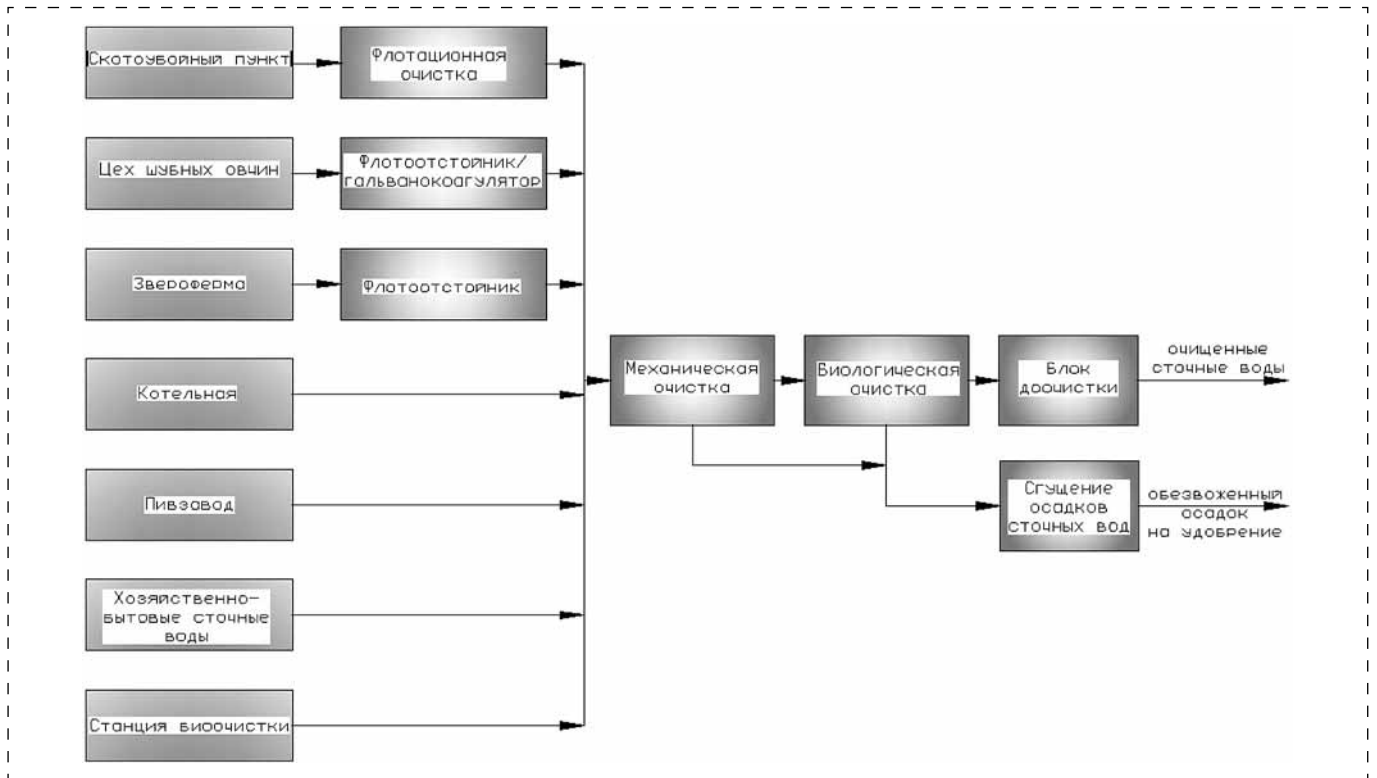 Скотоубойный пункт
Флотационная
очистка
Цех шубных овчин
Флотоотстойник/
гальванокоагулятор
Звероферма
Флотоотстойник
Котельная
Механическая
очистка
Биологическая
очистка
Блок
доочистки
очищенные
сточные воды
Пивзавод
Сгущение
осадков
сточных вод
обезвоженный
осадок
на удобрение
Хозяйственно-
бытовые сточные
воды
Станция биоочистки